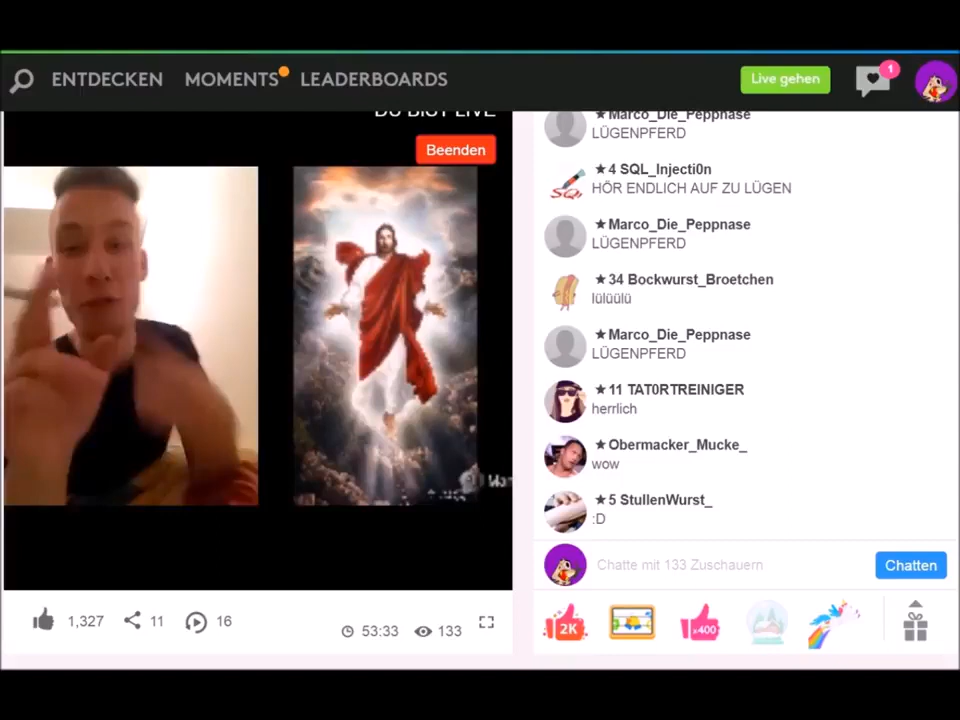 ENTDECKEN
MOMENTS
LEADERBOARDS
Live gehen
1
DU BIST LIVE
Beenden
★ Marco_Die_Peppnase
LÜGENPFERD
★ 4 SQL_Injecti0n
HÖR ENDLICH AUF ZU LÜGEN
★ Marco_Die_Peppnase
LÜGENPFERD
★ 34 Bockwurst_Broetchen
lülüülü
★ Marco_Die_Peppnase
LÜGENPFERD
★ 11 TAT0RTREINIGER
herrlich
★ Obermacker_Mucke_
wow
★ 5 StullenWurst_
:D
Chatte mit 133 Zuschauern
Chatten
1,327
11
16
53:33
133
2K
x400